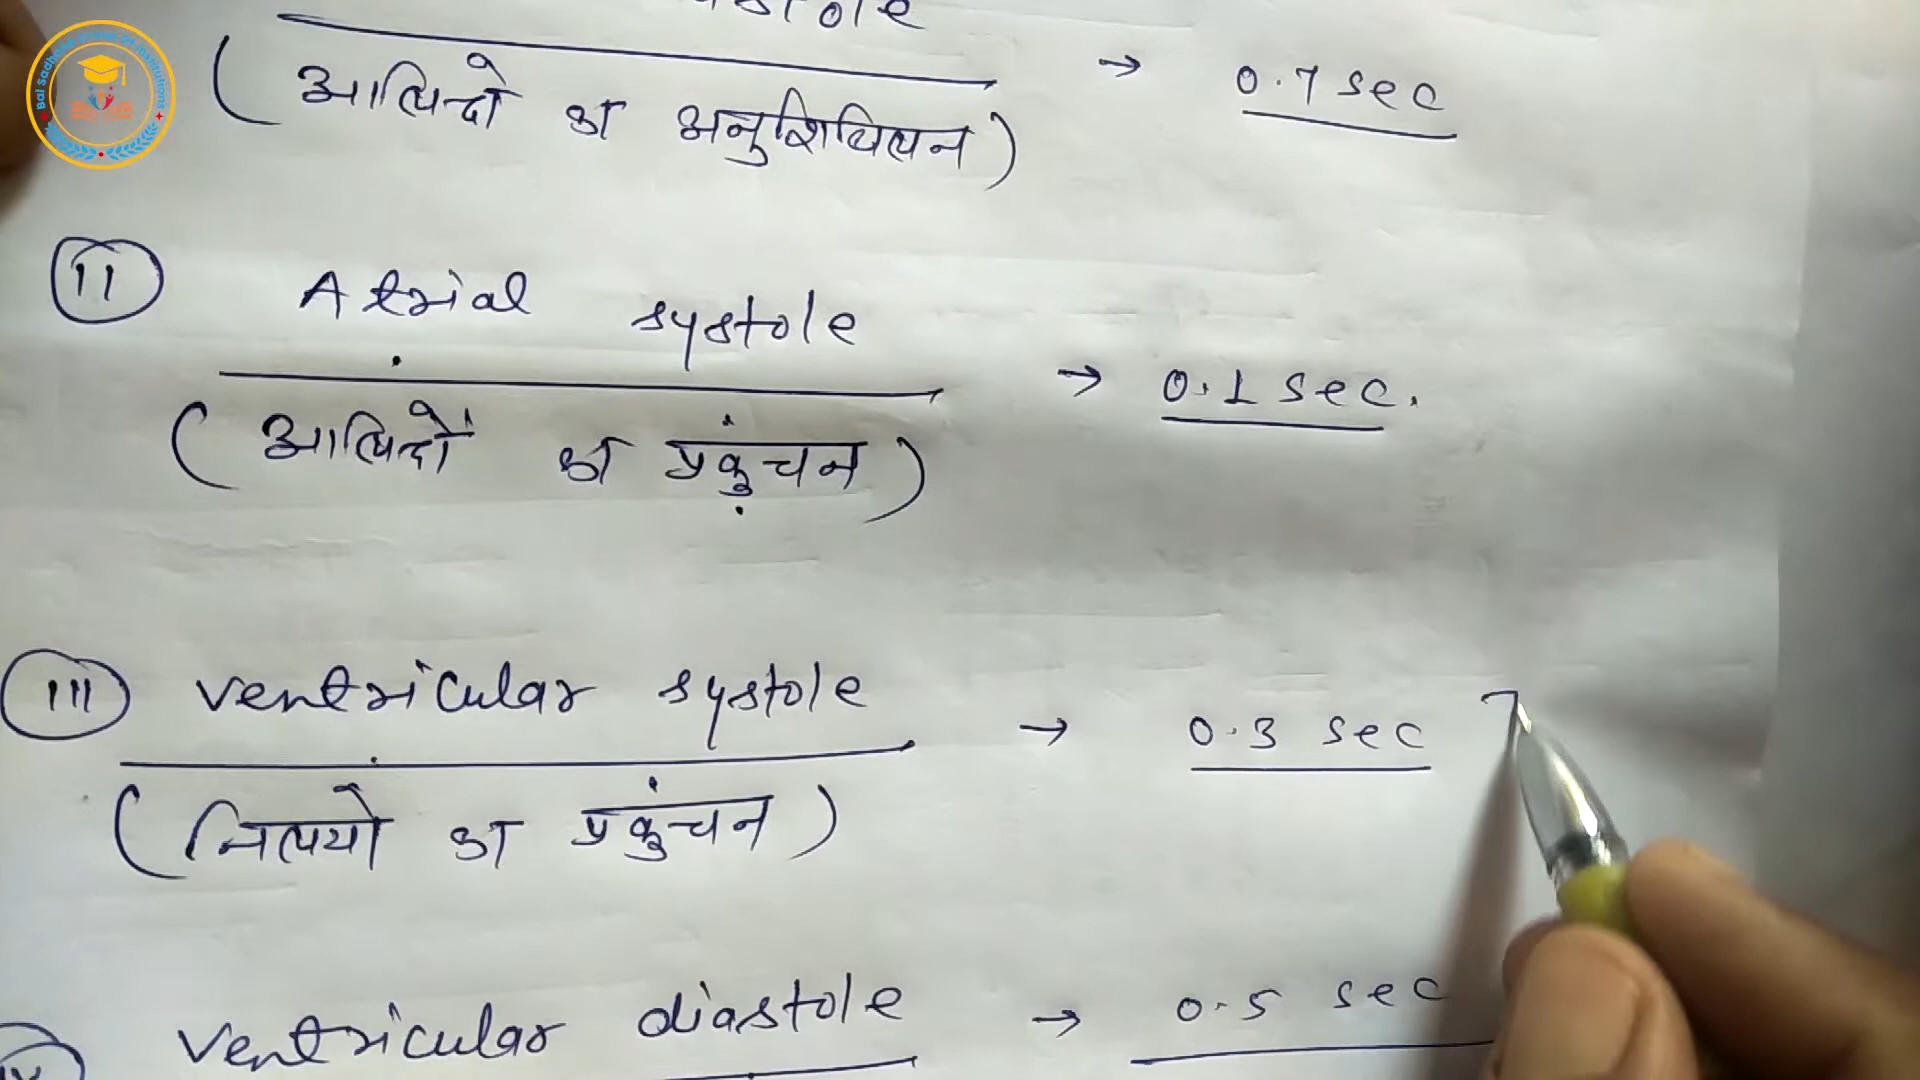 (आलिन्दो का अनुशिथिलन) → 0.7 sec
II Atrial systole → 0.1 sec.
(आलिन्दों का प्रकुंचन)
III ventricular systole → 0.3 sec
(निलयो का प्रकुंचन)
ventricular diastole → 0.5 sec